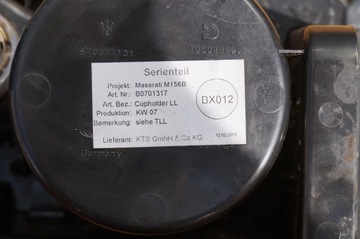 Serienteil
Projekt: Maserati M156B
Art. Nr.: B0701317
Art. Bez.: Cupholder LL
Produktion: KW 07
Bemerkung: siehe TLL
BX012
Lieferant: KTS GmbH & Co KG
Germany